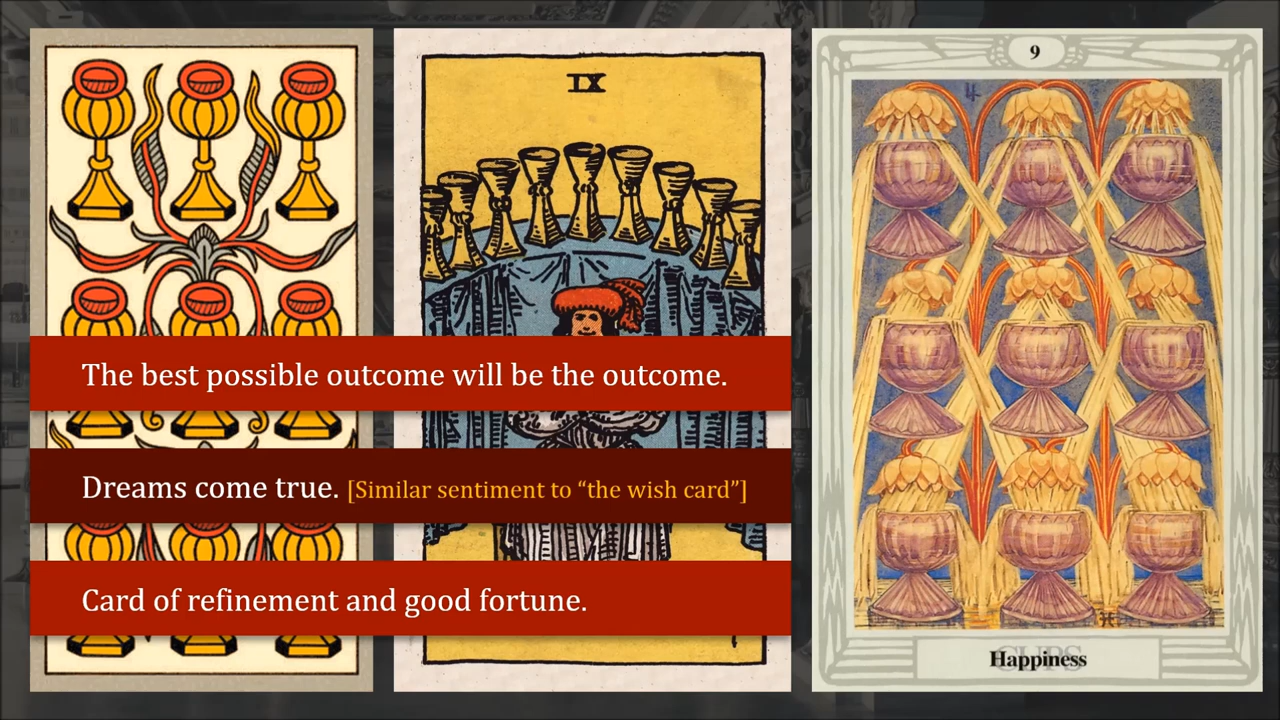 IX
9
The best possible outcome will be the outcome.
Dreams come true. [Similar sentiment to “the wish card”]
Card of refinement and good fortune.
CUPS
Happiness